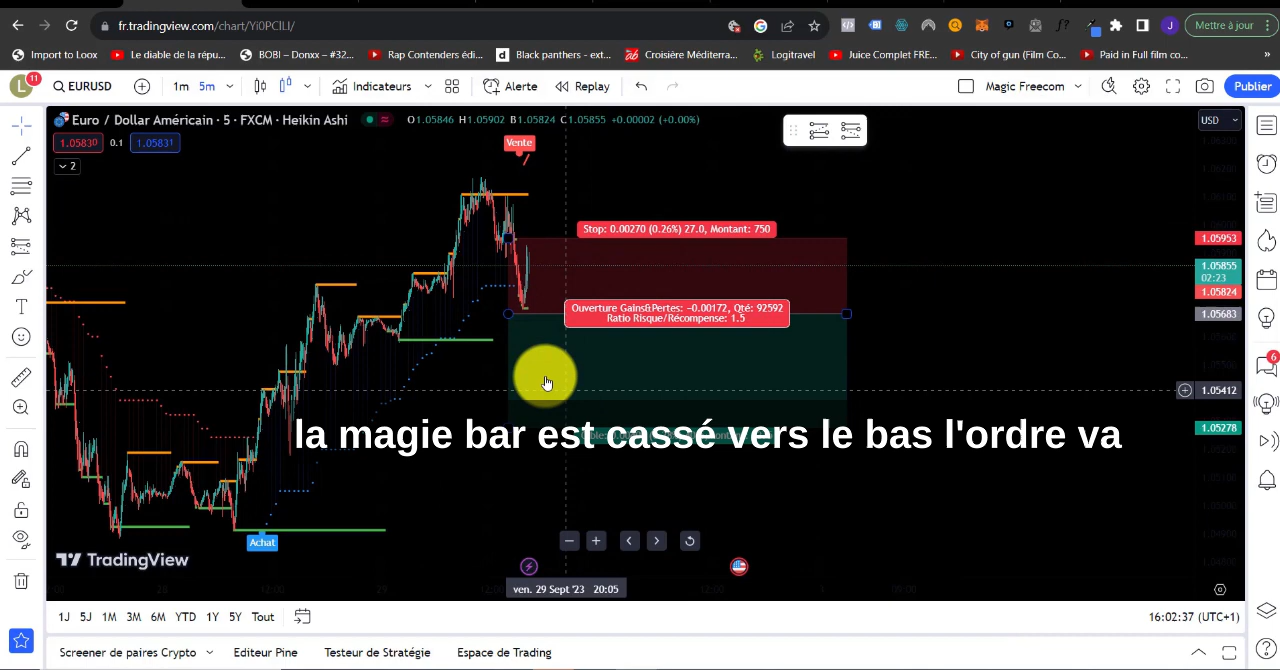 fr.tradingview.com/chart/Yi0PCILJ/
Mettre à jour
Import to Loox
Le diable de la répu...
BOBI – Donxx – #32...
Rap Contenders édi...
Black panthers - ext...
Croisière Méditerra...
Logitravel
Juice Complet FRE...
City of gun (Film Co...
Paid in Full film co...
»
L 11
EURUSD
1m 5m
Indicateurs
Alerte
Replay
Magic Freecom
Publier
Euro / Dollar Américain · 5 · FXCM · Heikin Ashi
O1.05846 H1.05902 B1.05824 C1.05855 +0.00002 (+0.00%)
USD
1.05830 0.1 1.05831
2
Vente
Stop: 0.00270 (0.26%) 27.0, Montant: 750
1.05953
1.05855
02:23
1.05824
Ouverture Gains&Pertes: −0.00172, Qté: 92592
Ratio Risque/Récompense: 1.5
1.05683
6
1.05412
la magie bar est cassé vers le bas l'ordre va
1.05278
Achat
TradingView
ven. 29 Sept '23 20:05
1J 5J 1M 3M 6M YTD 1Y 5Y Tout
16:02:37 (UTC+1)
Screener de paires Crypto
Editeur Pine
Testeur de Stratégie
Espace de Trading